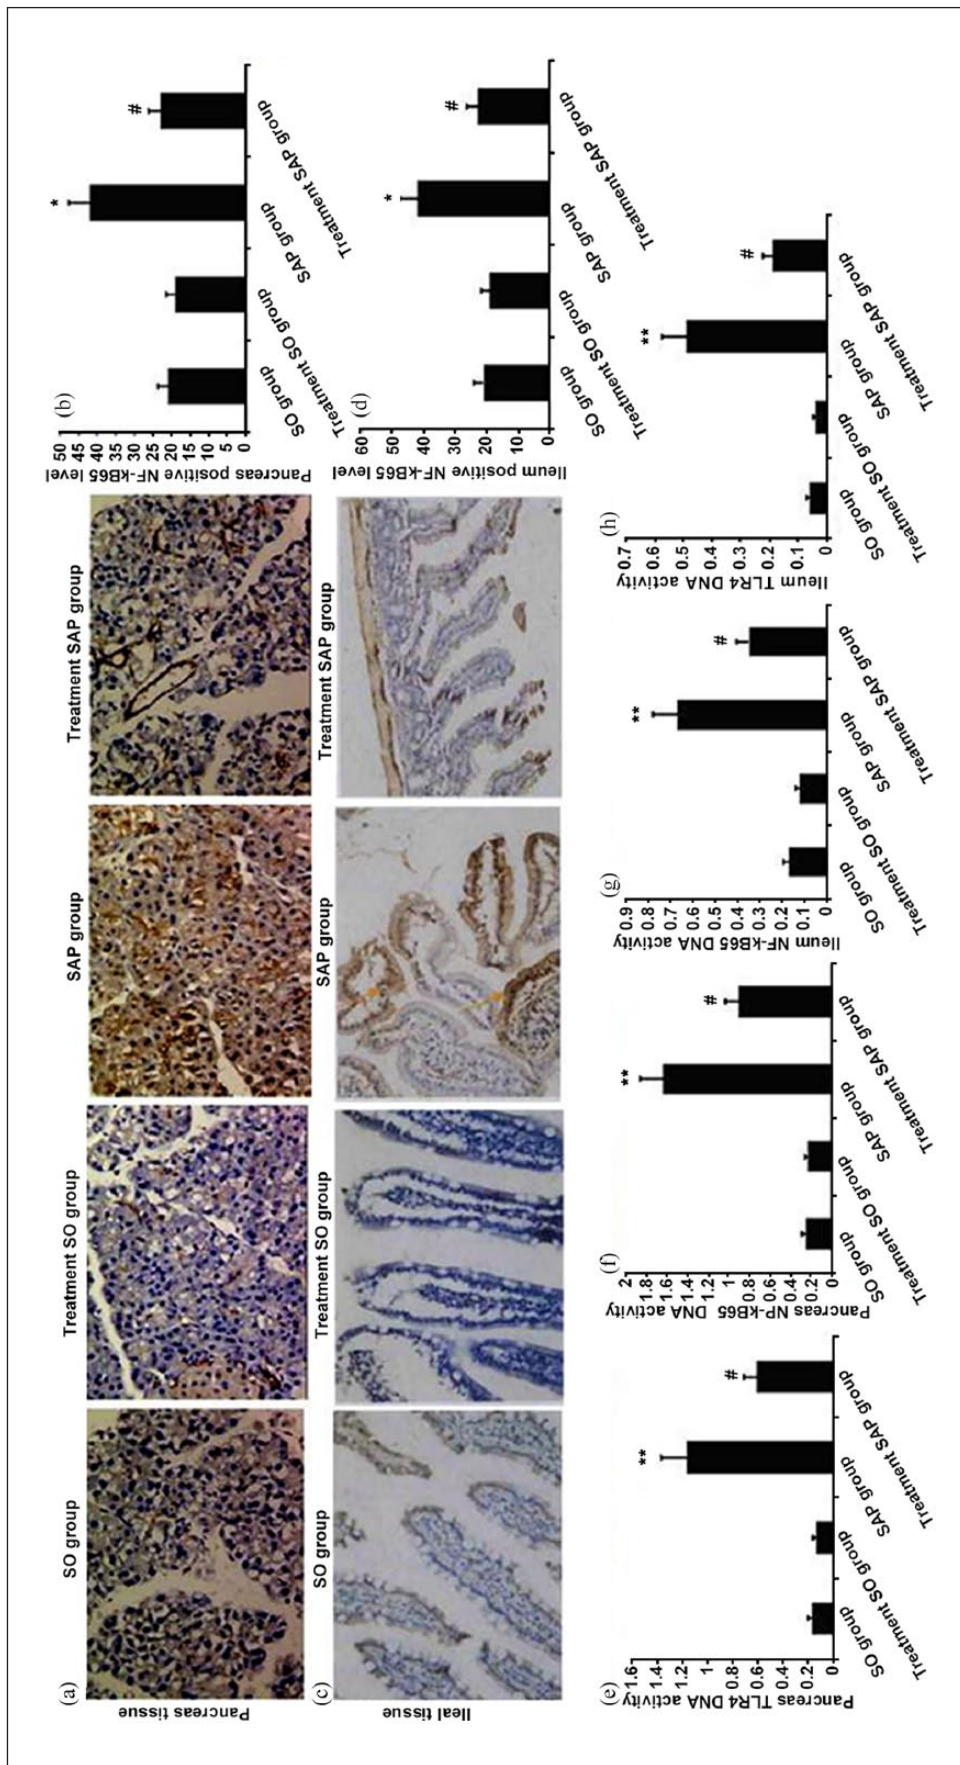 (a)
SO group
Treatment SO group
SAP group
Treatment SAP group
Pancreas tissue
(b)
Pancreas positive NF-kB65 level
50
45
40
35
30
25
20
15
10
5
0
*
#
SO group
Treatment SO group
SAP group
Treatment SAP group
(c)
SO group
Treatment SO group
SAP group
Treatment SAP group
Ileal tissue
(d)
Ileum positive NF-kB65 level
60
50
40
30
20
10
0
*
#
SO group
Treatment SO group
SAP group
Treatment SAP group
(e)
Pancreas TLR4 DNA activity
1.6
1.4
1.2
1
0.8
0.6
0.4
0.2
0
**
#
SO group
Treatment SO group
SAP group
Treatment SAP group
(f)
Pancreas NP-kB65 DNA activity
2
1.8
1.6
1.4
1.2
1
0.8
0.6
0.4
0.2
0
**
#
SO group
Treatment SO group
SAP group
Treatment SAP group
(g)
Ileum NF-kB65 DNA activity
0.9
0.8
0.7
0.6
0.5
0.4
0.3
0.2
0.1
0
**
#
SO group
Treatment SO group
SAP group
Treatment SAP group
(h)
Ileum TLR4 DNA activity
0.7
0.6
0.5
0.4
0.3
0.2
0.1
0
**
#
SO group
Treatment SO group
SAP group
Treatment SAP group